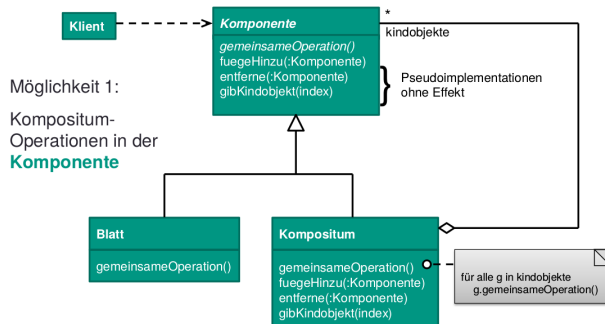 Klient
Komponente
gemeinsameOperation()
fuegeHinzu(:Komponente)
entferne(:Komponente)
gibKindobjekt(index)
*
kindobjekte
Pseudoimplementationen
ohne Effekt
Möglichkeit 1:
Kompositum-
Operationen in der
Komponente
Blatt
gemeinsameOperation()
Kompositum
gemeinsameOperation()
fuegeHinzu(:Komponente)
entferne(:Komponente)
gibKindobjekt(index)
für alle g in kindobjekte
g.gemeinsameOperation()